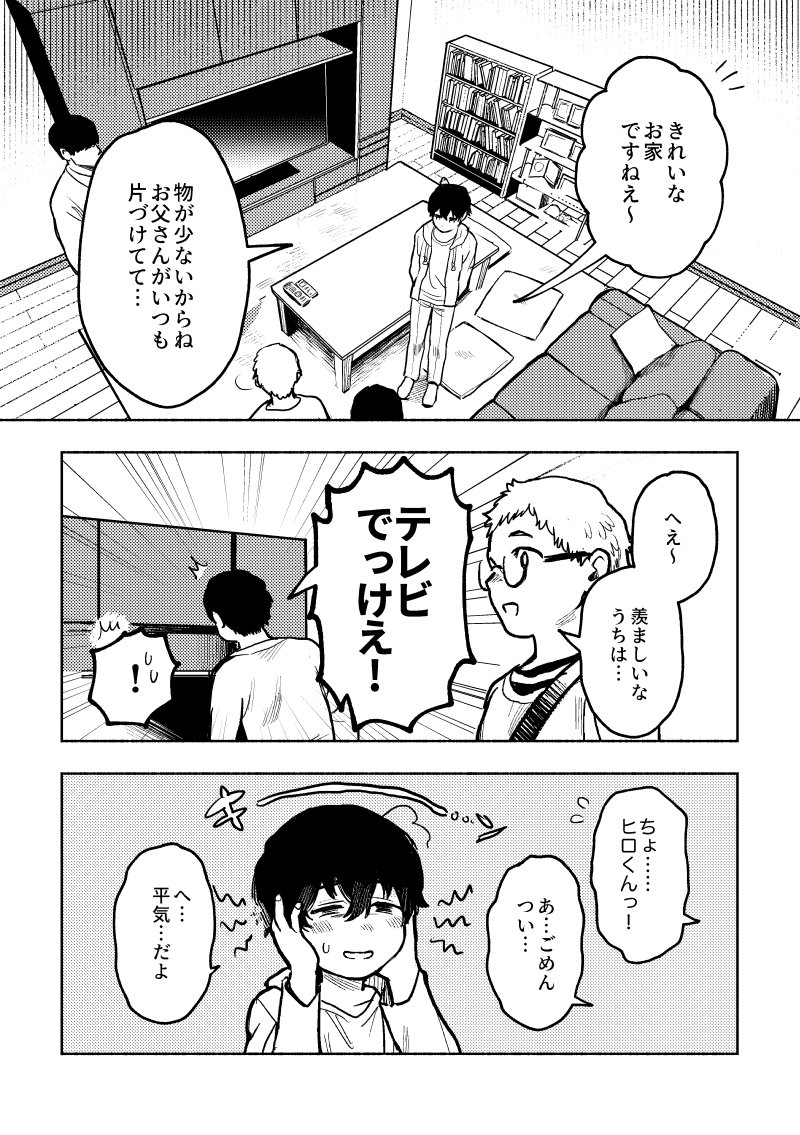 きれいな
お家
ですねえ～
物が少ないからね
お父さんがいつも
片づけてて…
へえ～
羨ましいな
うちは…
テレビ
でっけえ！
！
ちょ……
ヒロくんっ！
あ…ごめん
つい…
へ…
平気…だよ